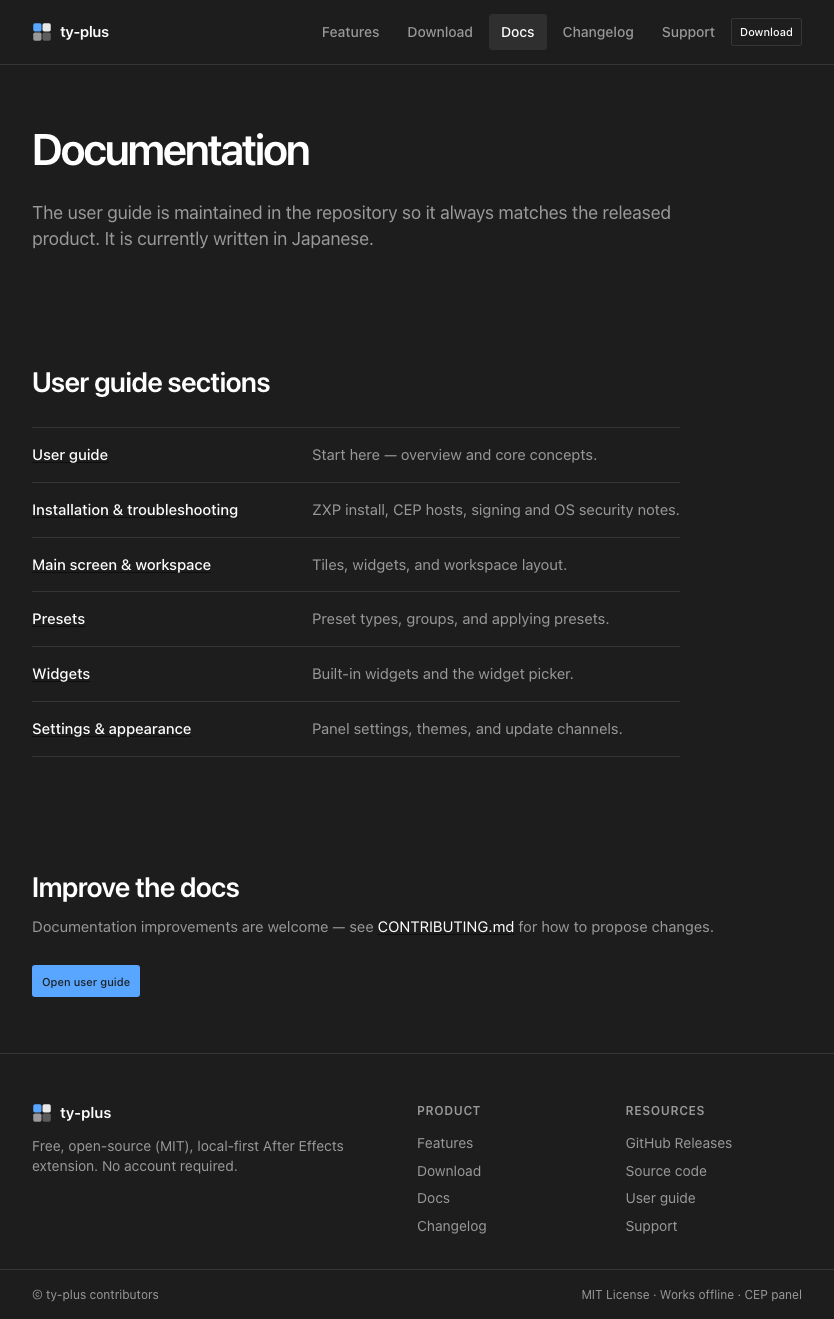 ty-plus
Features
Download
Docs
Changelog
Support
Download
Documentation
The user guide is maintained in the repository so it always matches the released
product. It is currently written in Japanese.
User guide sections
User guide
Start here — overview and core concepts.
Installation & troubleshooting
ZXP install, CEP hosts, signing and OS security notes.
Main screen & workspace
Tiles, widgets, and workspace layout.
Presets
Preset types, groups, and applying presets.
Widgets
Built-in widgets and the widget picker.
Settings & appearance
Panel settings, themes, and update channels.
Improve the docs
Documentation improvements are welcome — see CONTRIBUTING.md for how to propose changes.
Open user guide
ty-plus
Free, open-source (MIT), local-first After Effects
extension. No account required.
PRODUCT
Features
Download
Docs
Changelog
RESOURCES
GitHub Releases
Source code
User guide
Support
© ty-plus contributors
MIT License · Works offline · CEP panel